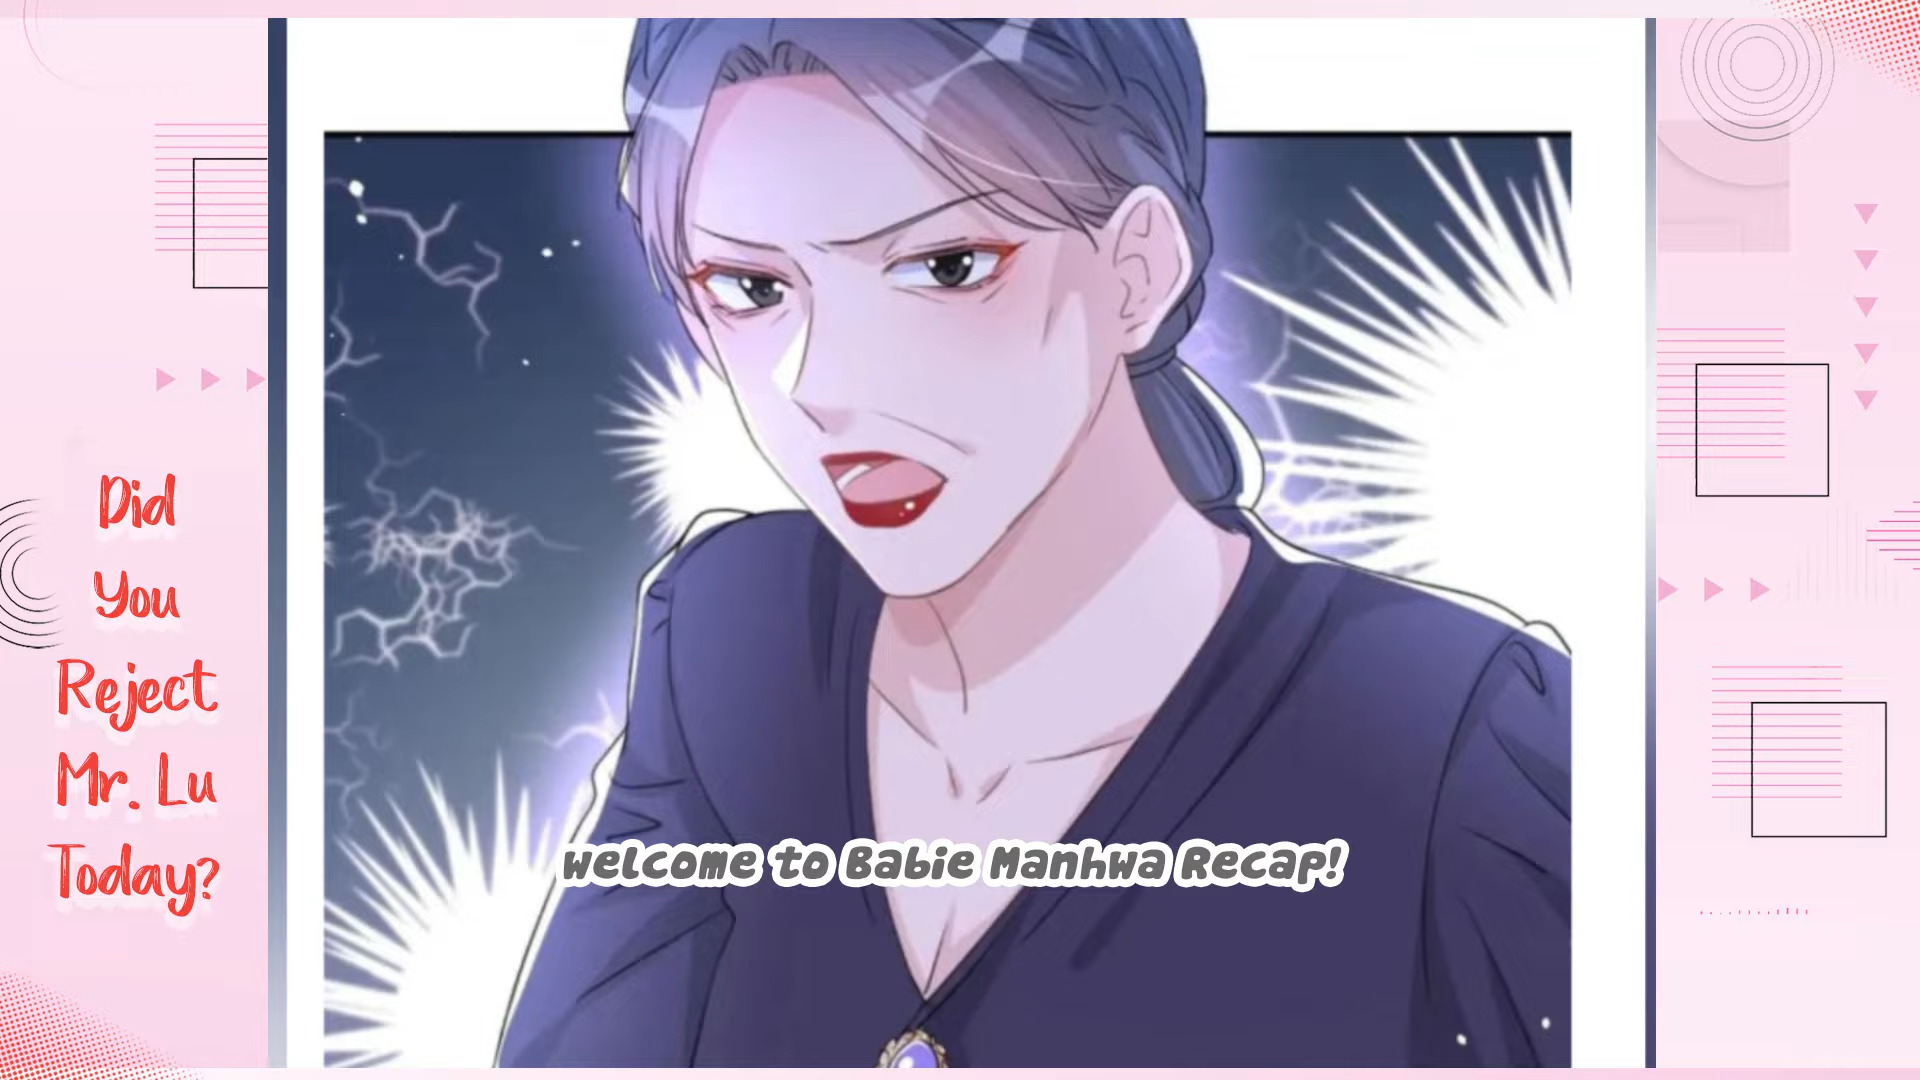 Did
You
Reject
Mr. Lu
Today?
welcome to Babie Manhwa Recap!